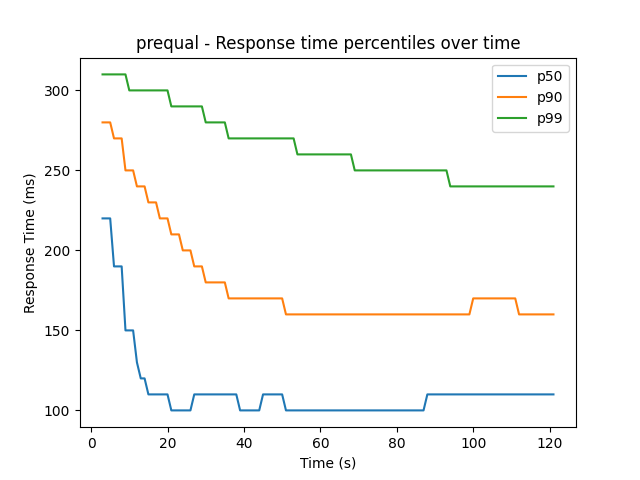 prequal - Response time percentiles over time
p50
p90
p99
Response Time (ms)
300
250
200
150
100
0 20 40 60 80 100 120
Time (s)